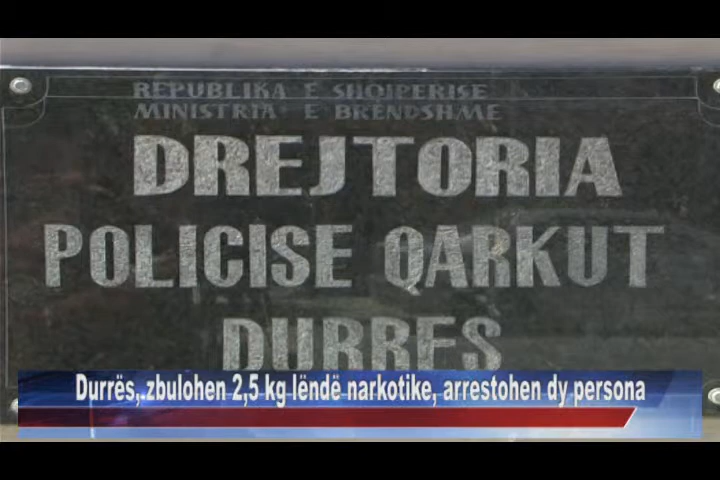 REPUBLIKA E SHQIPERISE
MINISTRIA E BRENDSHME
DREJTORIA
POLICISE QARKUT
DURRES
Durrës, zbulohen 2,5 kg lëndë narkotike, arrestohen dy persona